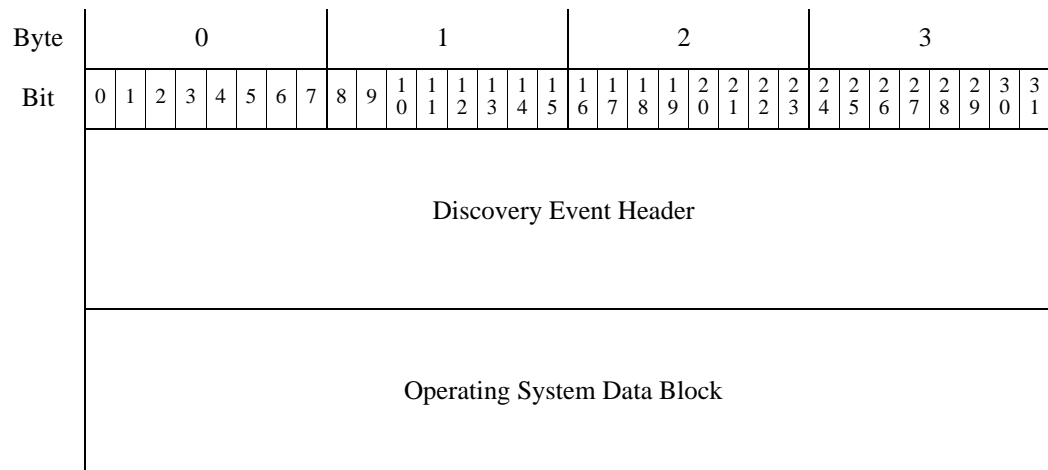 Byte 0 1 2 3
Bit 0 1 2 3 4 5 6 7 8 9 10 11 12 13 14 15 16 17 18 19 20 21 22 23 24 25 26 27 28 29 30 31
Discovery Event Header
Operating System Data Block